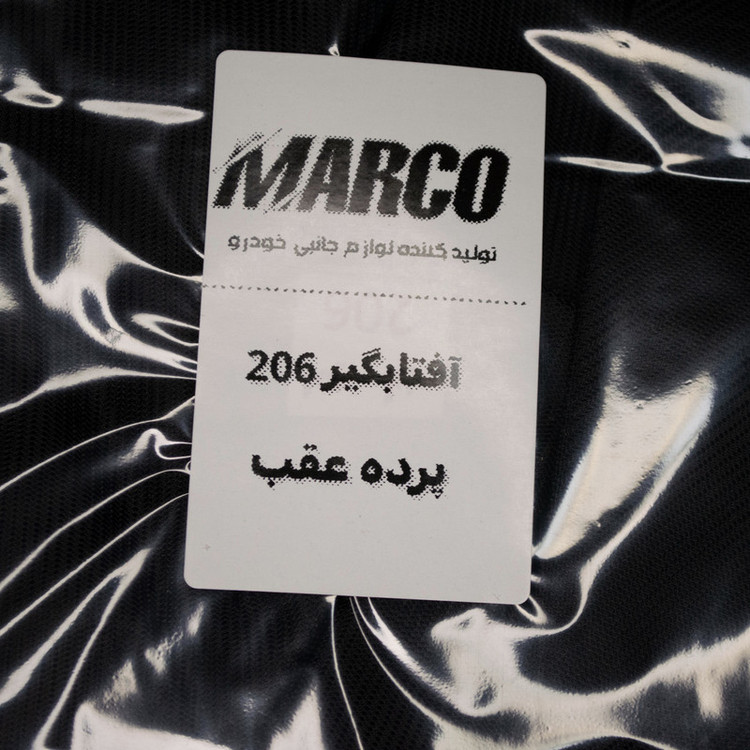 MARCO
تولید کننده لوازم جانبی خودرو
آفتابگیر 206
پرده عقب